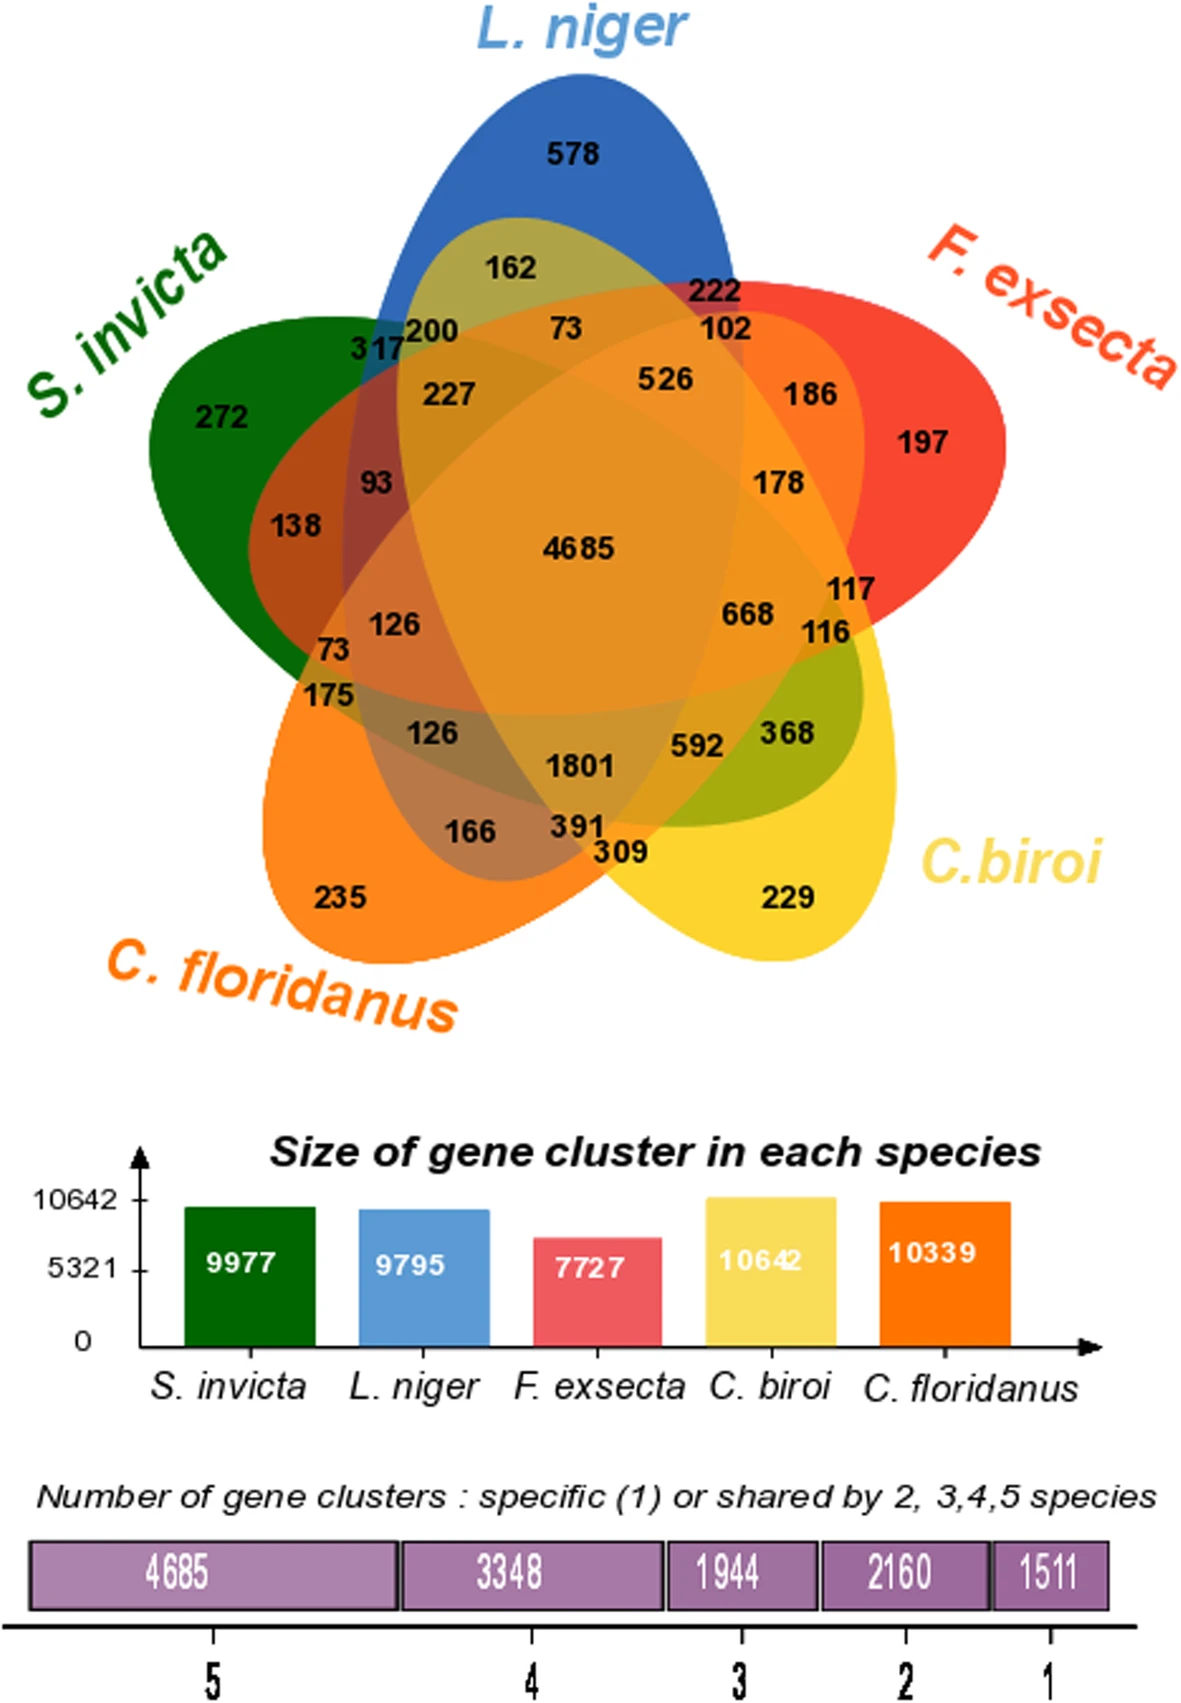 L. niger
578
S. invicta
F. exsecta
162
222
317
200
73
102
272
227
526
186
197
93
178
138
4685
117
126
668
116
73
175
126
1801
592
368
166
391
309
235
229
C.biroi
C. floridanus
Size of gene cluster in each species
10642
5321
0
9977
9795
7727
10642
10339
S. invicta
L. niger
F. exsecta
C. biroi
C. floridanus
Number of gene clusters : specific (1) or shared by 2, 3,4,5 species
4685 3348 1944 2160 1511
5 4 3 2 1